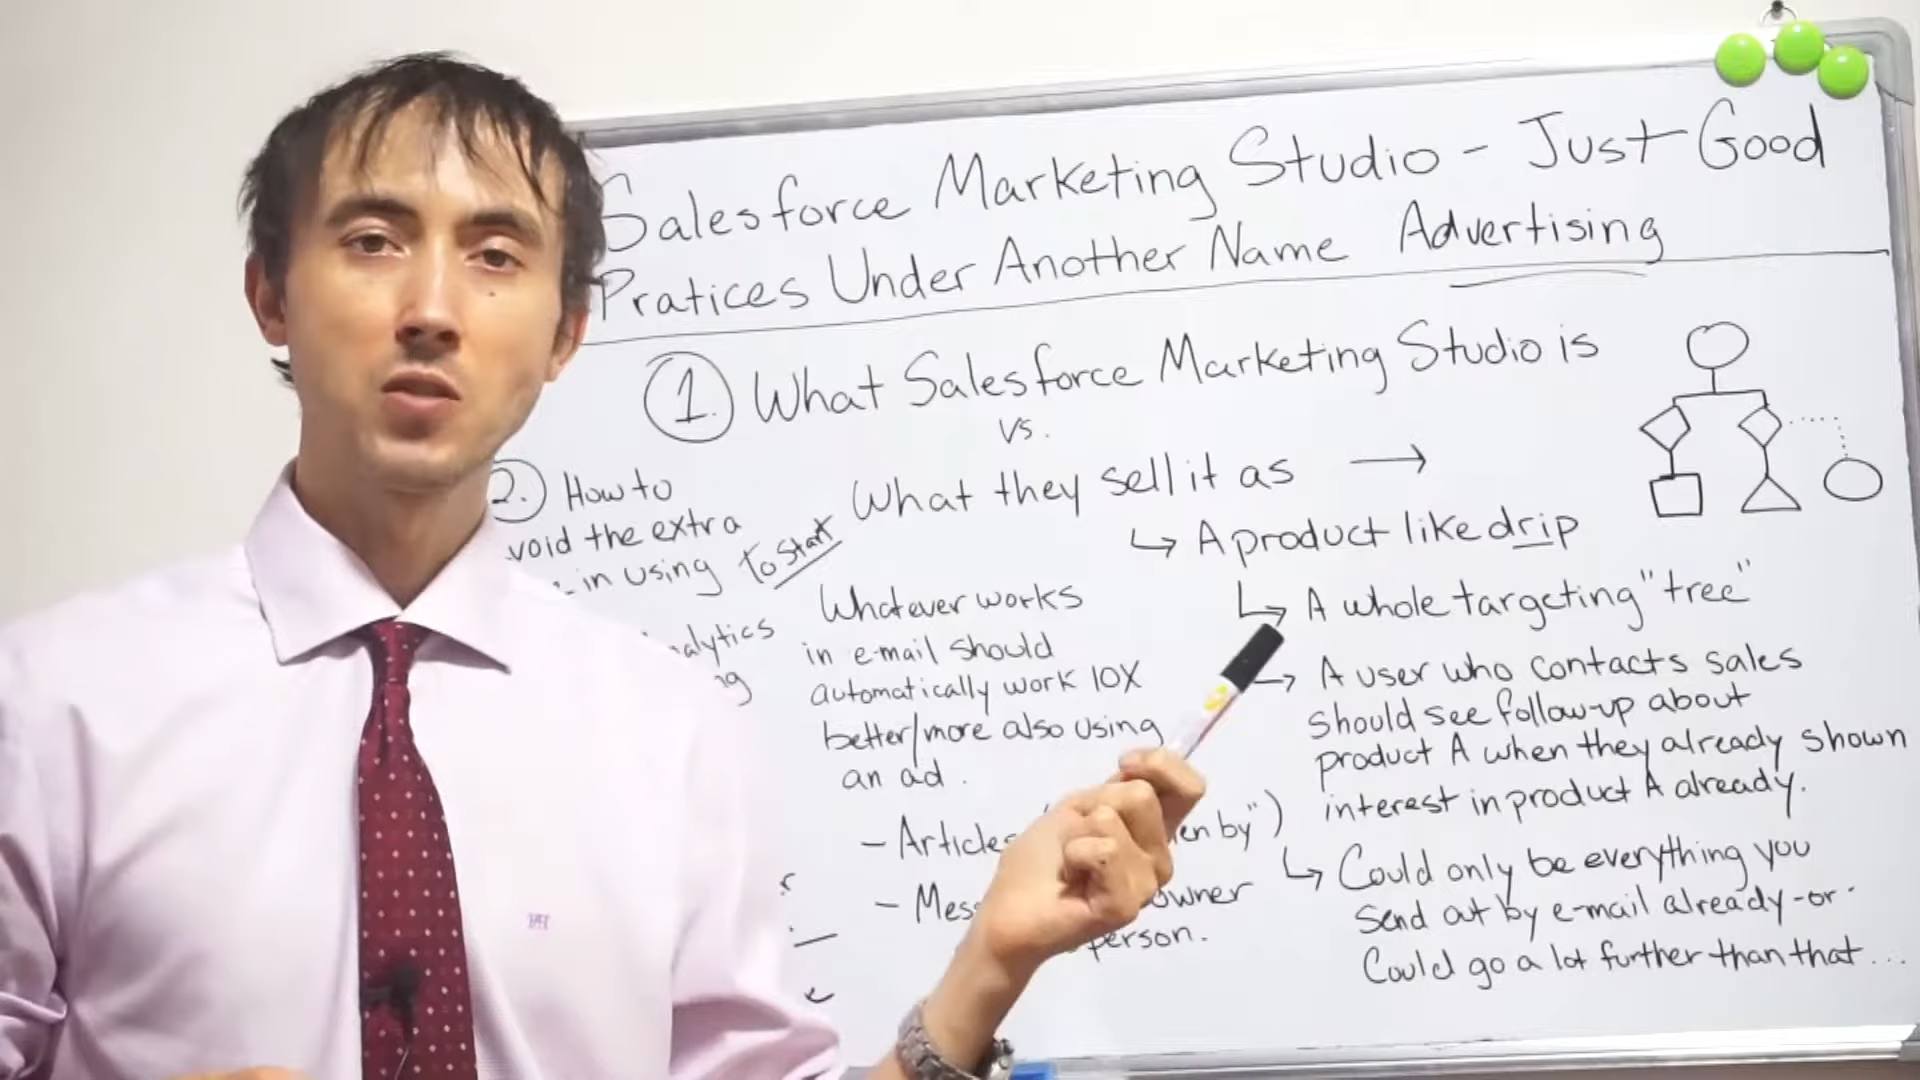 Salesforce Marketing Studio - Just Good
Pratices Under Another Name Advertising
1. What Salesforce Marketing Studio is
vs.
What they sell it as →
↳ A product like drip
↳ A whole targeting "tree"
→ A user who contacts sales
should see follow-up about
product A when they already shown
interest in product A already.
↳ Could only be everything you
send out by e-mail already -or-
Could go a lot further than that...
2. How to
void the extra
in using
alytics
To start
Whatever works
in e-mail should
automatically work 10X
better/more also using
an ad.
- Articles en by")
- Mess owner
person.